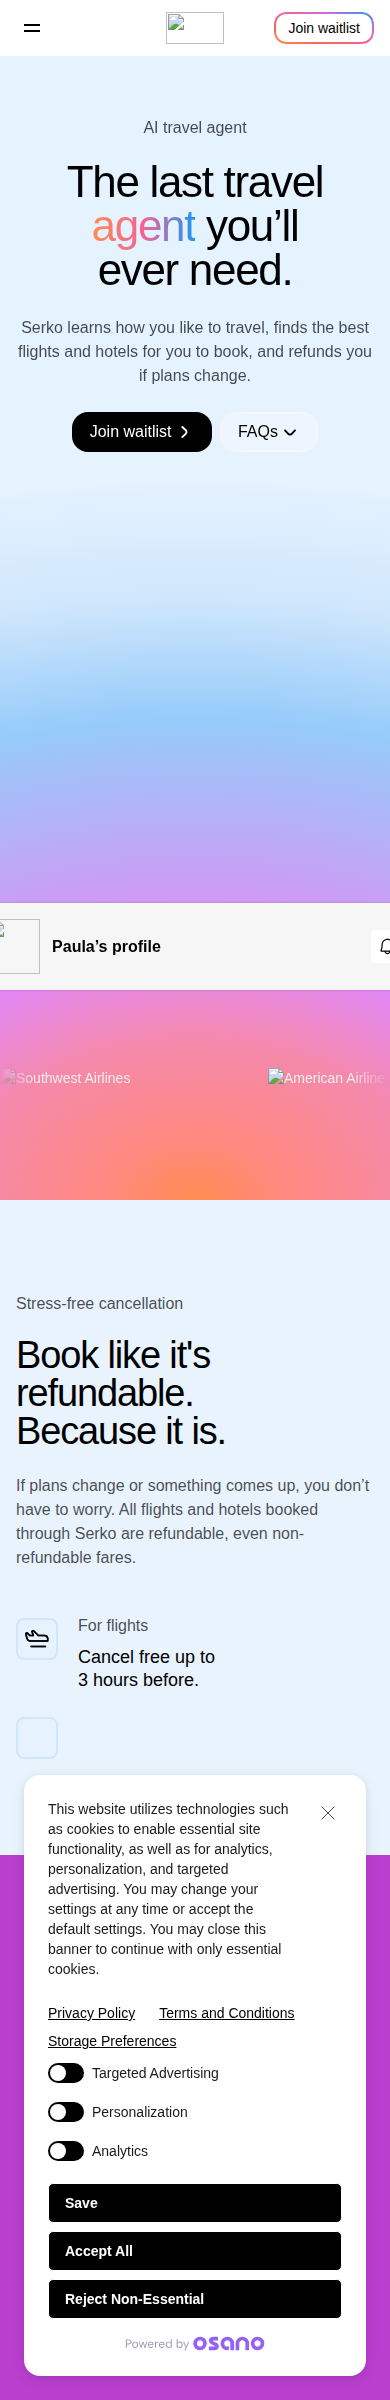 Join waitlist
AI travel agent
The last travel
agent you’ll
ever need.
Serko learns how you like to travel, finds the best
flights and hotels for you to book, and refunds you
if plans change.
Join waitlist
FAQs
Paula’s profile
Southwest Airlines
American Airline
Stress-free cancellation
Book like it's
refundable.
Because it is.
If plans change or something comes up, you don’t
have to worry. All flights and hotels booked
through Serko are refundable, even non-
refundable fares.
For flights
Cancel free up to
3 hours before.
This website utilizes technologies such
as cookies to enable essential site
functionality, as well as for analytics,
personalization, and targeted
advertising. You may change your
settings at any time or accept the
default settings. You may close this
banner to continue with only essential
cookies.
Privacy Policy
Terms and Conditions
Storage Preferences
Targeted Advertising
Personalization
Analytics
Save
Accept All
Reject Non-Essential
Powered by osano